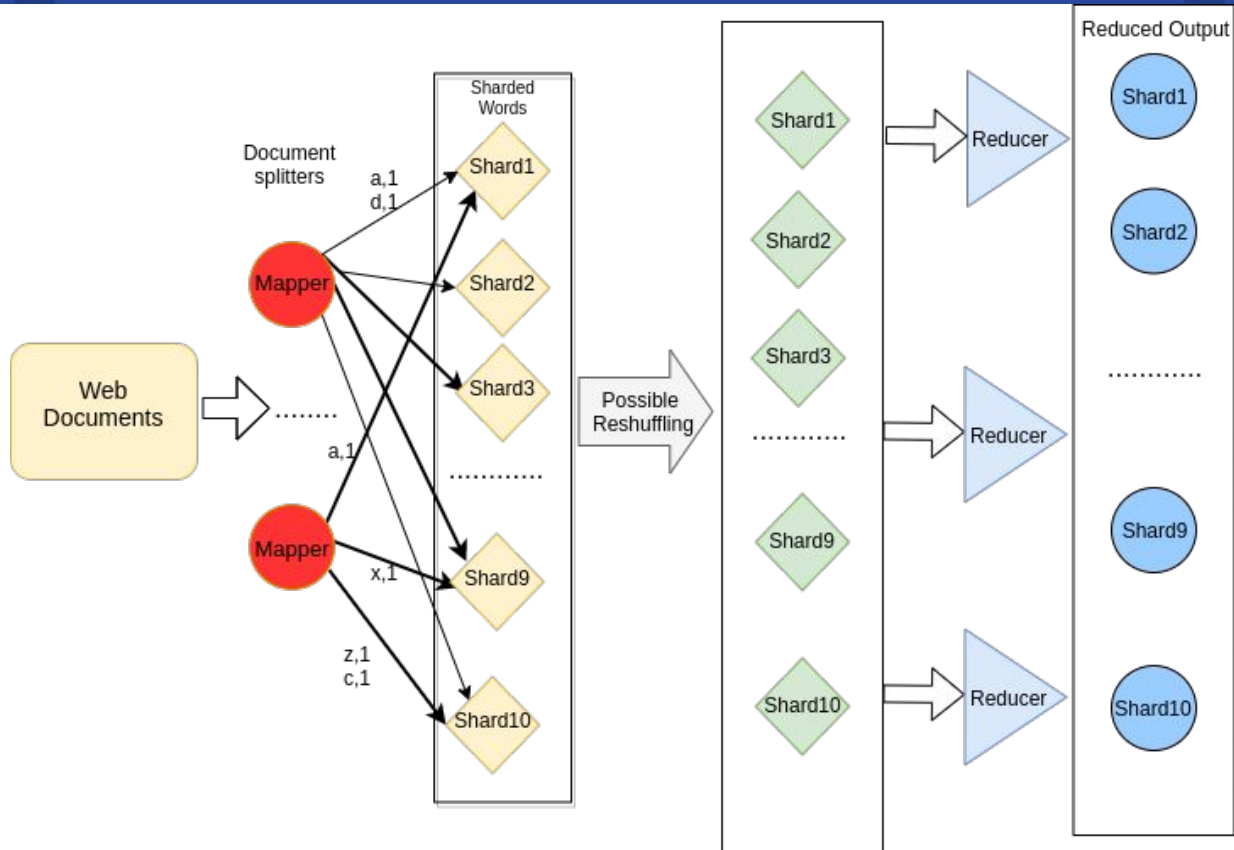 Web
Documents
Document
splitters
Mapper
........
Mapper
a,1
d,1
a,1
x,1
z,1
c,1
Sharded
Words
Shard1
Shard2
Shard3
.............
Shard9
Shard10
Possible
Reshuffling
Shard1
Shard2
Shard3
.............
Shard9
Shard10
Reducer
Reducer
Reducer
Reduced Output
Shard1
Shard2
.............
Shard9
Shard10